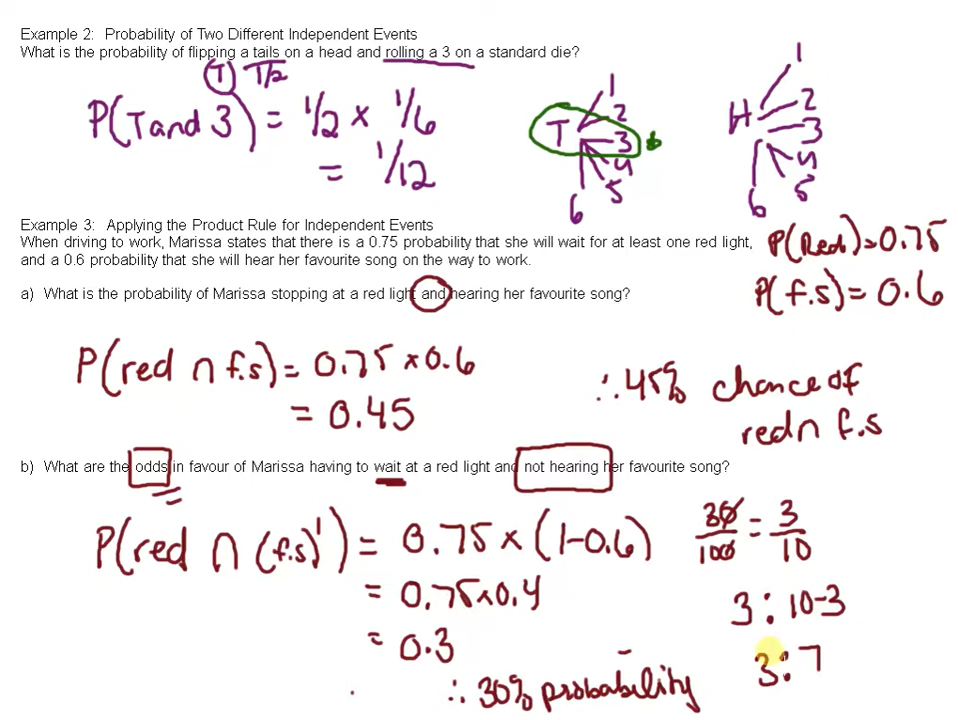 Example 2: Probability of Two Different Independent Events
What is the probability of flipping a tails on a head and rolling a 3 on a standard die?
T T/2
P(T and 3) = 1/2 × 1/6
= 1/12
T 1 2 3 4 5 6
H 1 2 3 4 5 6
Example 3: Applying the Product Rule for Independent Events
When driving to work, Marissa states that there is a 0.75 probability that she will wait for at least one red light,
and a 0.6 probability that she will hear her favourite song on the way to work.
P(Red) = 0.75
P(f.s) = 0.6
a) What is the probability of Marissa stopping at a red light and hearing her favourite song?
P(red ∩ f.s) = 0.75 × 0.6
= 0.45
∴ 45% chance of
red ∩ f.s
b) What are the odds in favour of Marissa having to wait at a red light and not hearing her favourite song?
P(red ∩ (f.s)') = 0.75 × (1-0.6)
= 0.75 × 0.4
= 0.3
∴ 30% probability
30/100 = 3/10
3 : 10-3
3 : 7